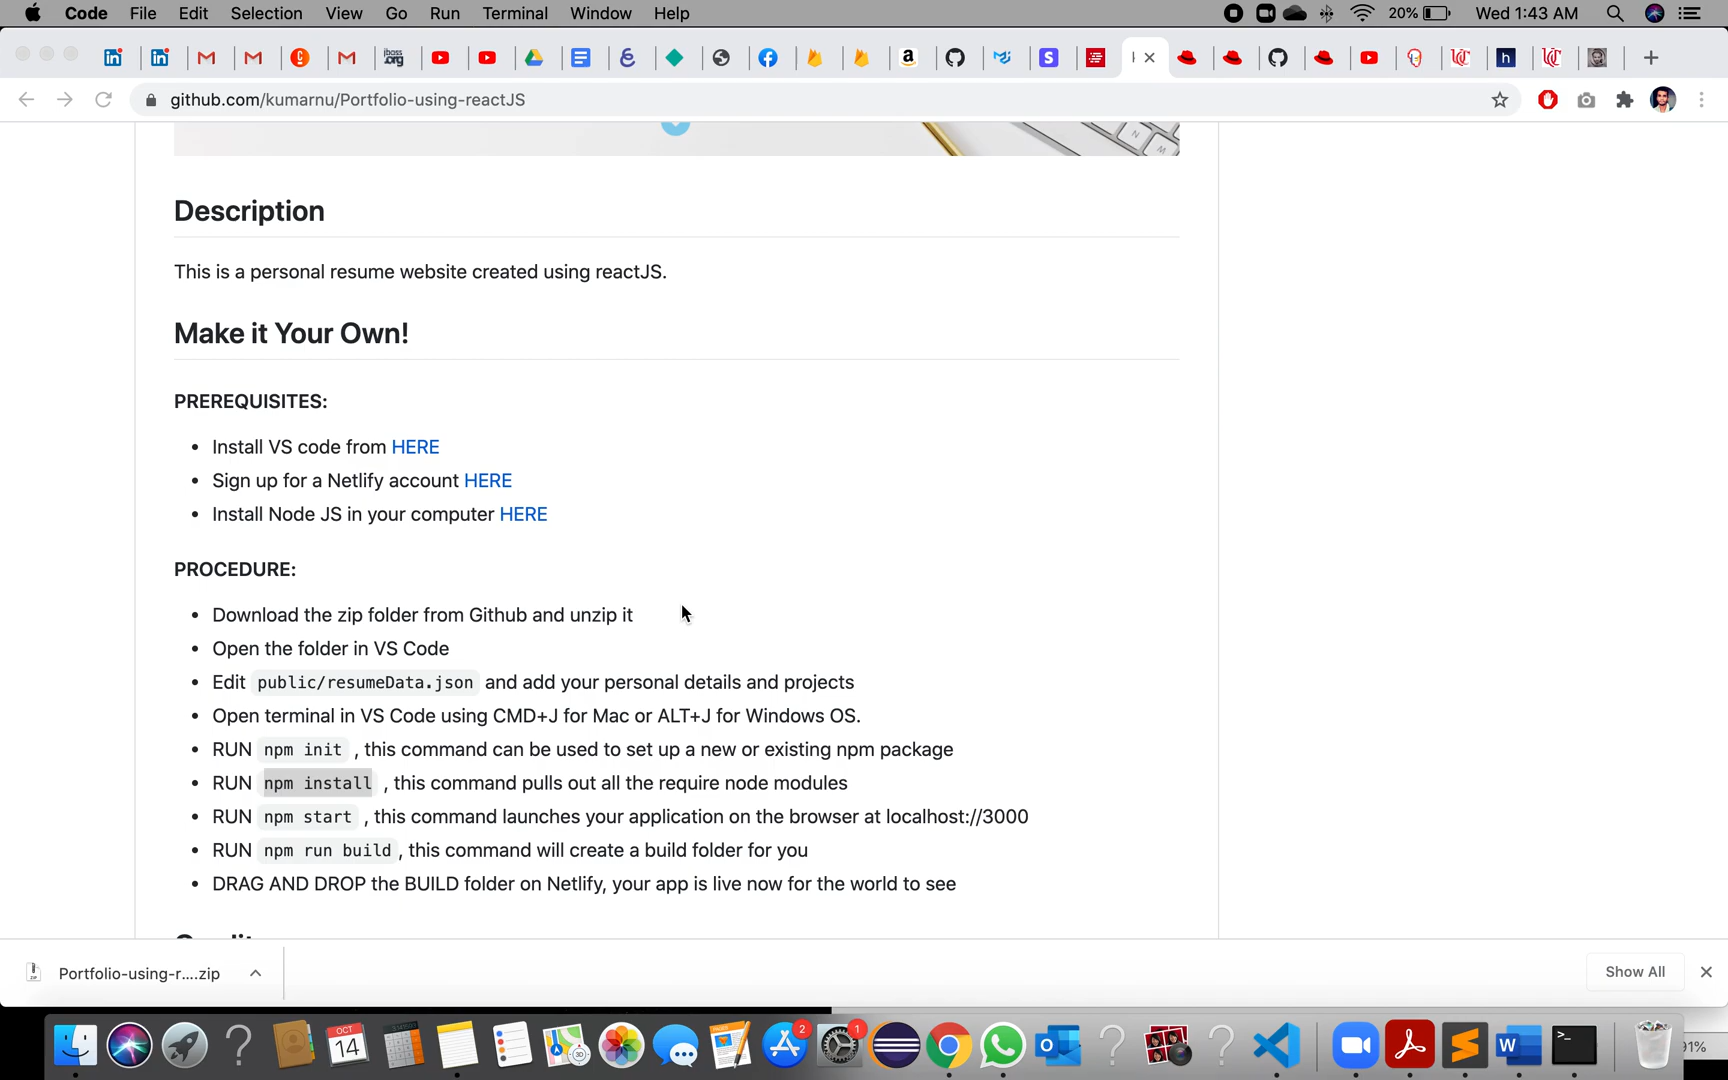 Code File Edit Selection View Go Run Terminal Window Help 20% Wed 1:43 AM
github.com/kumarnu/Portfolio-using-reactJS
Description
This is a personal resume website created using reactJS.
Make it Your Own!
PREREQUISITES:
• Install VS code from HERE
• Sign up for a Netlify account HERE
• Install Node JS in your computer HERE
PROCEDURE:
• Download the zip folder from Github and unzip it
• Open the folder in VS Code
• Edit public/resumeData.json and add your personal details and projects
• Open terminal in VS Code using CMD+J for Mac or ALT+J for Windows OS.
• RUN npm init , this command can be used to set up a new or existing npm package
• RUN npm install , this command pulls out all the require node modules
• RUN npm start , this command launches your application on the browser at localhost://3000
• RUN npm run build , this command will create a build folder for you
• DRAG AND DROP the BUILD folder on Netlify, your app is live now for the world to see
Portfolio-using-r....zip
Show All
OCT
14
2
1
91%